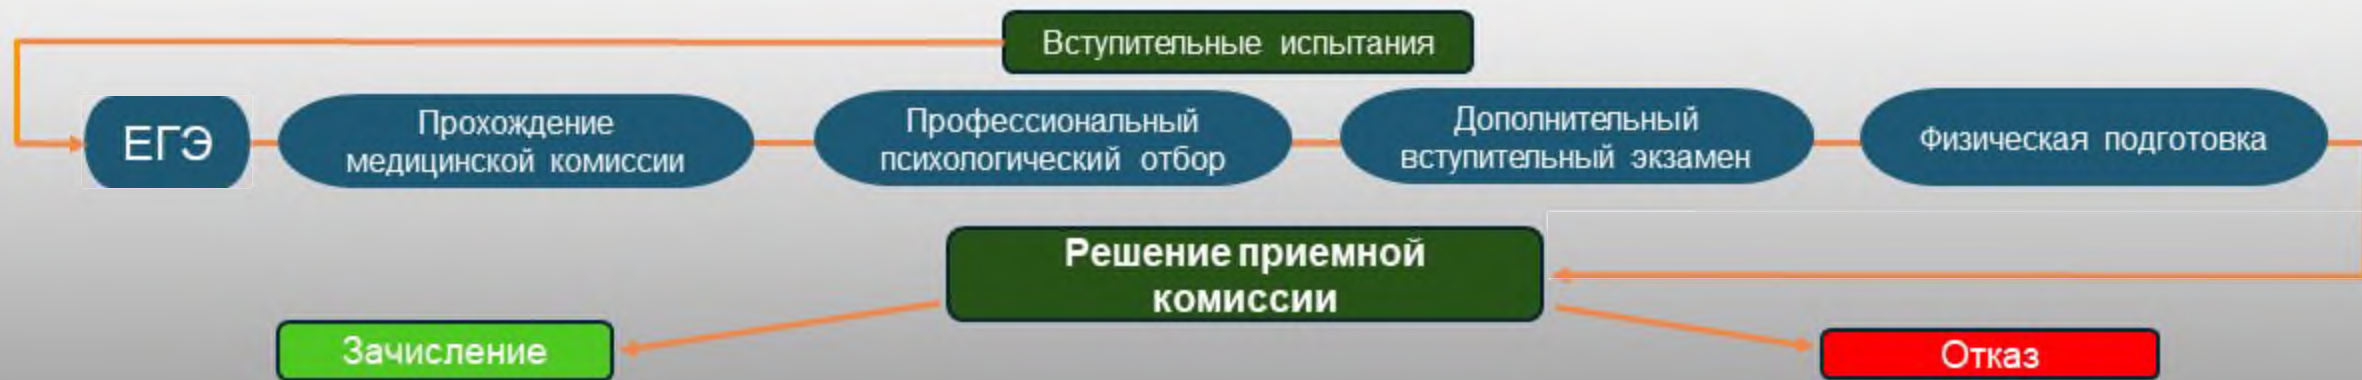 Вступительные испытания
ЕГЭ
Прохождение
медицинской комиссии
Профессиональный
психологический отбор
Дополнительный
вступительный экзамен
Физическая подготовка
Решение приемной
комиссии
Зачисление
Отказ